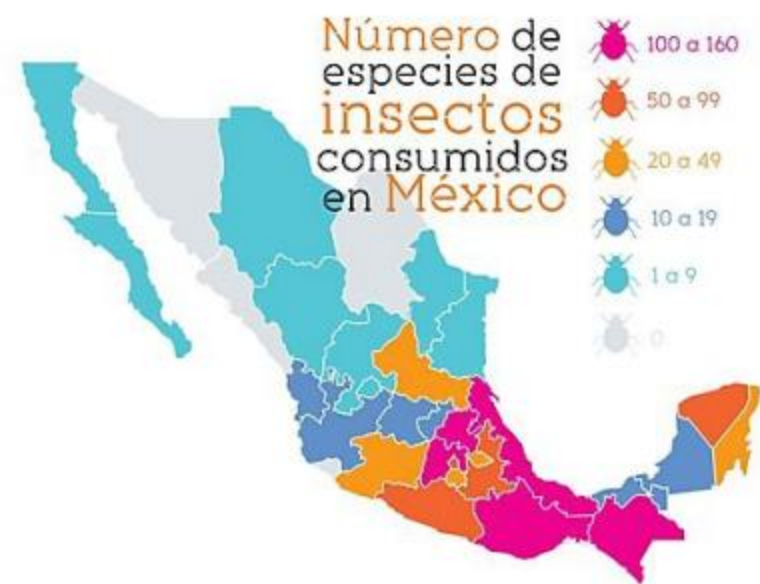 Número de
especies de
insectos
consumidos
en México
100 a 160
50 a 99
20 a 49
10 a 19
1 a 9
0